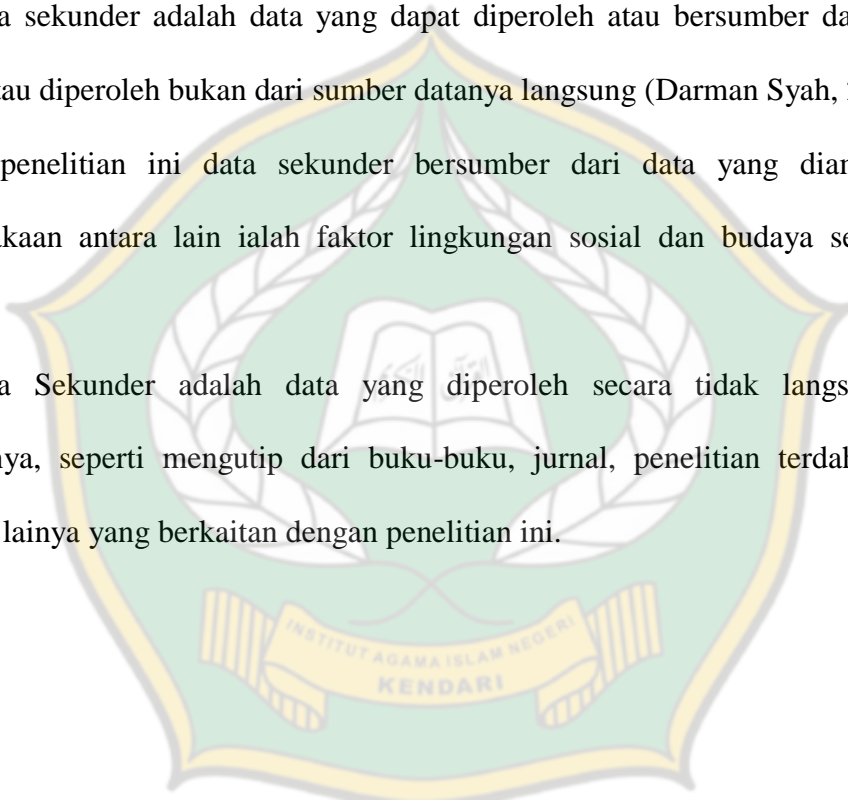 a sekunder adalah data yang dapat diperoleh atau bersumber da
tau diperoleh bukan dari sumber datanya langsung (Darman Syah,
penelitian ini data sekunder bersumber dari data yang diam
kaan antara lain ialah faktor lingkungan sosial dan budaya se
a Sekunder adalah data yang diperoleh secara tidak langs
nya, seperti mengutip dari buku-buku, jurnal, penelitian terdah
lainya yang berkaitan dengan penelitian ini.
INSTITUT AGAMA ISLAM NEGERI
KENDARI